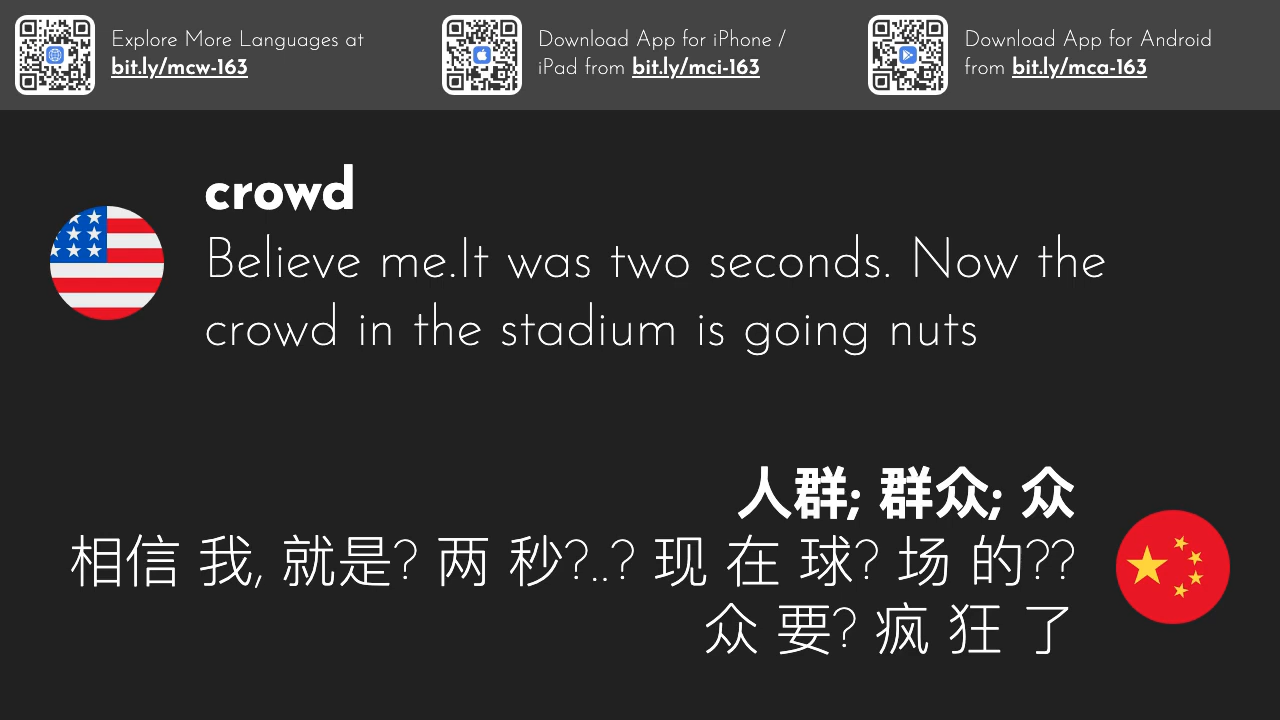 Explore More Languages at
bit.ly/mcw-163
Download App for iPhone /
iPad from bit.ly/mci-163
Download App for Android
from bit.ly/mca-163
crowd
Believe me.It was two seconds. Now the
crowd in the stadium is going nuts
人群; 群众; 众
相信 我, 就是? 两 秒?..? 现 在 球? 场 的??
众 要? 疯 狂 了